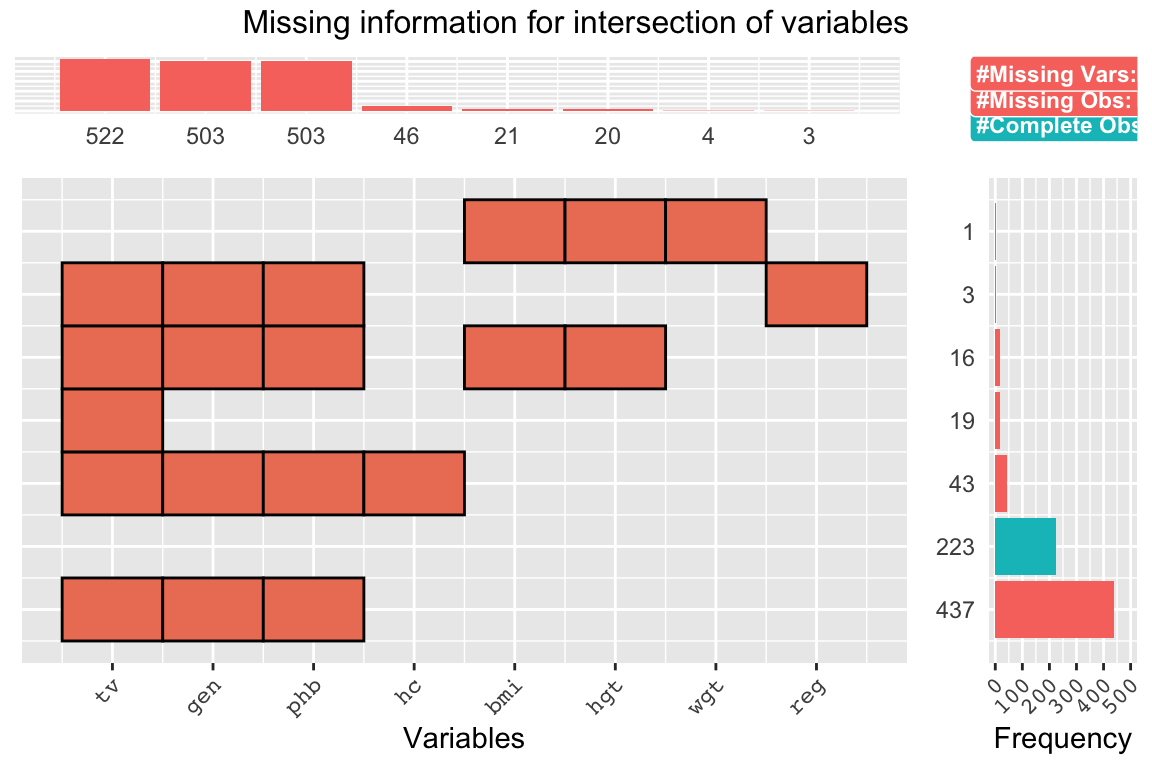 Missing information for intersection of variables
#Missing Vars:
#Missing Obs:
#Complete Obs
522 503 503 46 21 20 4 3
1
3
16
19
43
223
437
tv gen phb hc bmi hgt wgt reg
0 100 200 300 400 500
Variables
Frequency